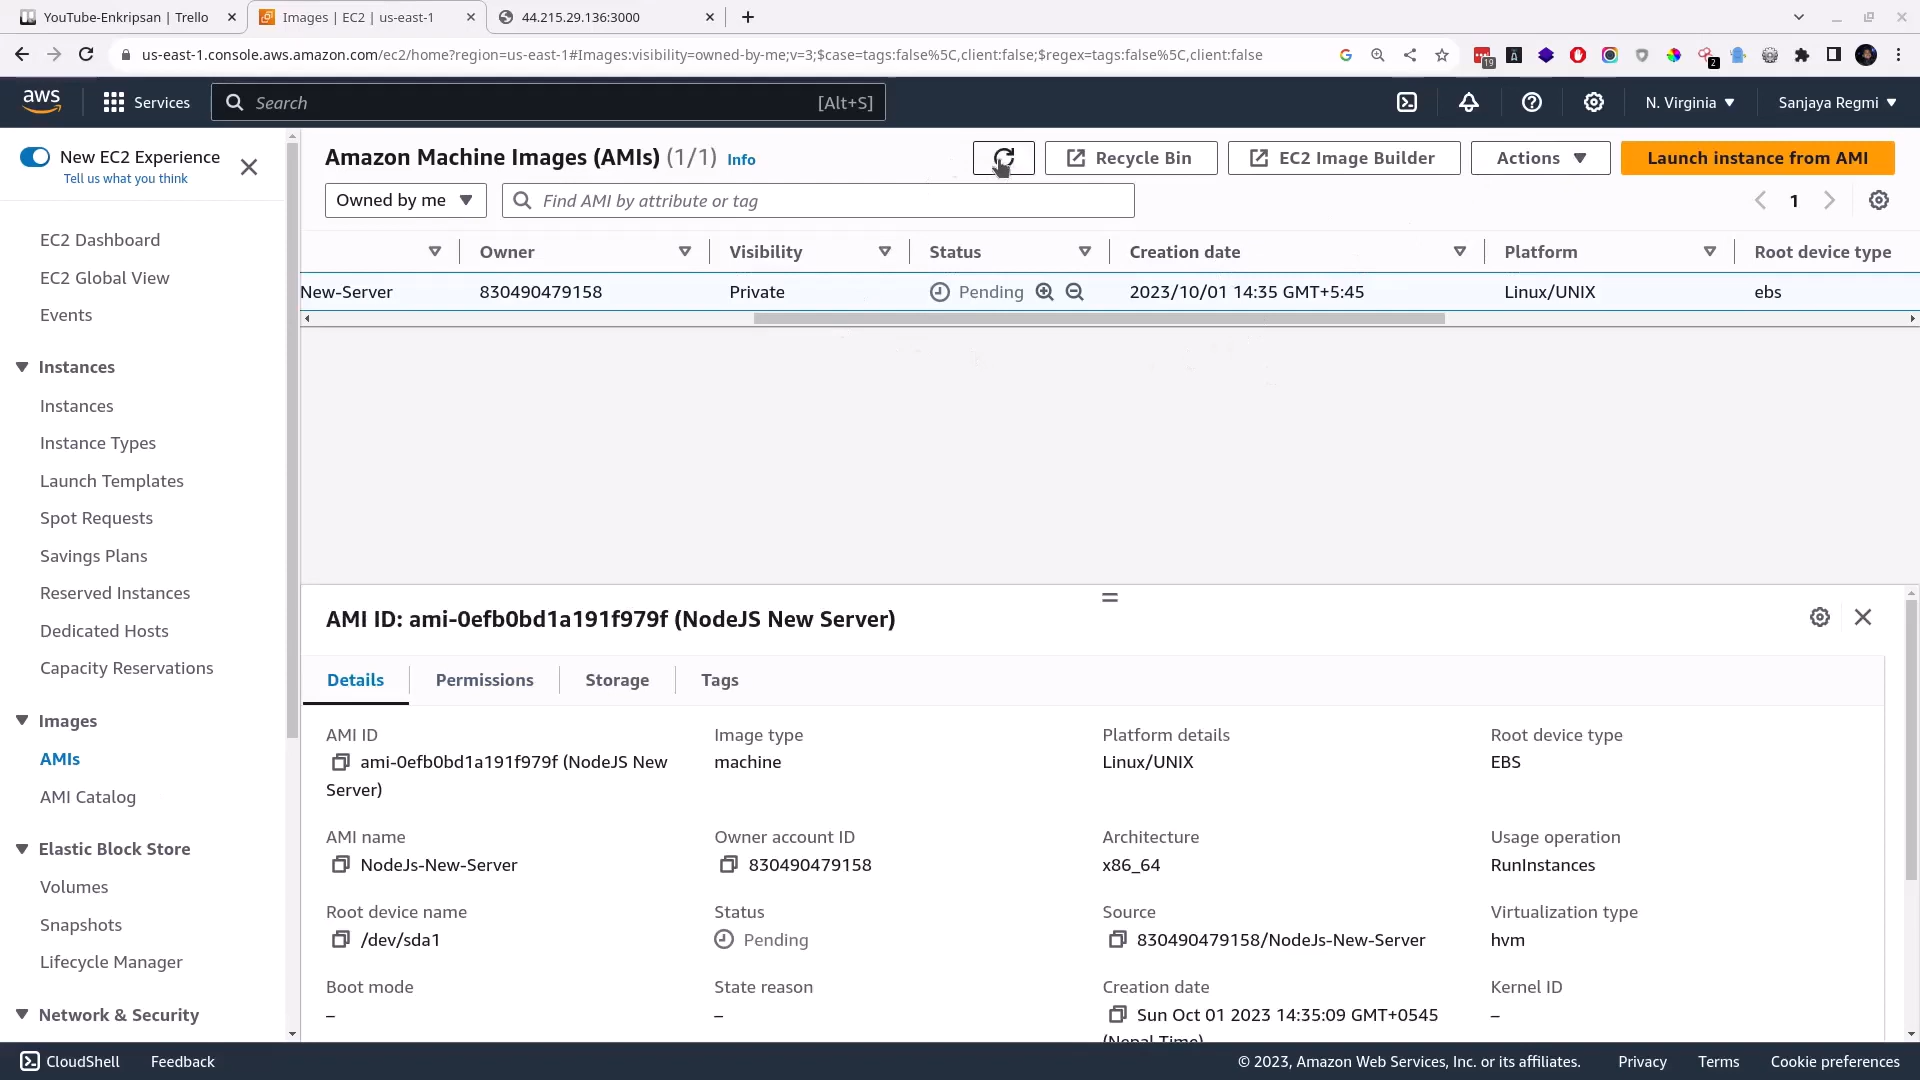 YouTube-Enkripsan | Trello
Images | EC2 | us-east-1
44.215.29.136:3000
us-east-1.console.aws.amazon.com/ec2/home?region=us-east-1#Images:visibility=owned-by-me;v=3;$case=tags:false%5C,client:false;$regex=tags:false%5C,client:false
19
2
aws
Services
Search
[Alt+S]
N. Virginia
Sanjaya Regmi
New EC2 Experience
Tell us what you think
EC2 Dashboard
EC2 Global View
Events
Instances
Instances
Instance Types
Launch Templates
Spot Requests
Savings Plans
Reserved Instances
Dedicated Hosts
Capacity Reservations
Images
AMIs
AMI Catalog
Elastic Block Store
Volumes
Snapshots
Lifecycle Manager
Network & Security
Amazon Machine Images (AMIs) (1/1) Info
Recycle Bin
EC2 Image Builder
Actions
Launch instance from AMI
Owned by me
Find AMI by attribute or tag
1
Owner Visibility Status Creation date Platform Root device type
New-Server 830490479158 Private Pending 2023/10/01 14:35 GMT+5:45 Linux/UNIX ebs
AMI ID: ami-0efb0bd1a191f979f (NodeJS New Server)
Details Permissions Storage Tags
AMI ID
ami-0efb0bd1a191f979f (NodeJS New
Server)
Image type
machine
Platform details
Linux/UNIX
Root device type
EBS
AMI name
NodeJs-New-Server
Owner account ID
830490479158
Architecture
x86_64
Usage operation
RunInstances
Root device name
/dev/sda1
Status
Pending
Source
830490479158/NodeJs-New-Server
Virtualization type
hvm
Boot mode
–
State reason
–
Creation date
Sun Oct 01 2023 14:35:09 GMT+0545
(Nepal Time)
Kernel ID
–
CloudShell
Feedback
© 2023, Amazon Web Services, Inc. or its affiliates.
Privacy
Terms
Cookie preferences